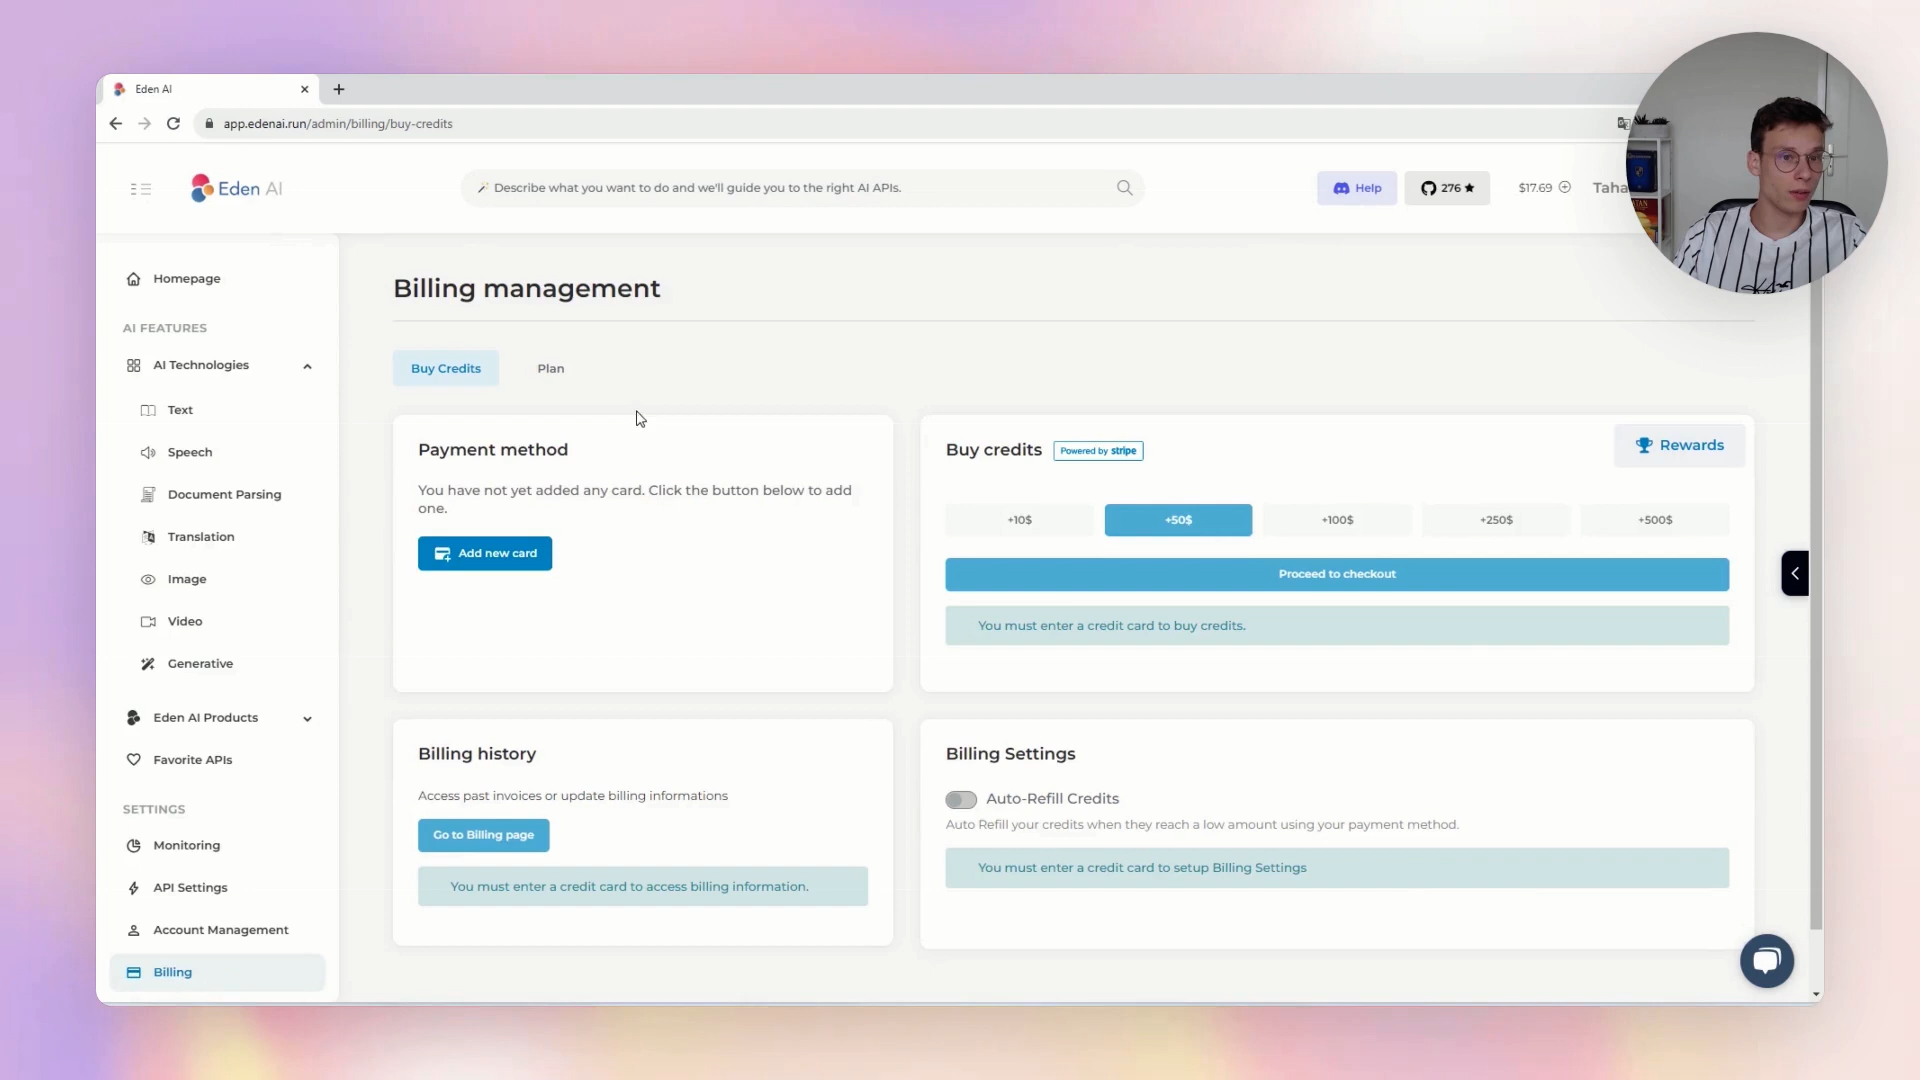 Eden AI
app.edenai.run/admin/billing/buy-credits
Eden AI
Describe what you want to do and we'll guide you to the right AI APIs.
Help
276
$17.69
Taha
Homepage
AI FEATURES
AI Technologies
Text
Speech
Document Parsing
Translation
Image
Video
Generative
Eden AI Products
Favorite APIs
SETTINGS
Monitoring
API Settings
Account Management
Billing
Billing management
Buy Credits
Plan
Payment method
You have not yet added any card. Click the button below to add
one.
Add new card
Buy credits
Powered by stripe
Rewards
+10$
+50$
+100$
+250$
+500$
Proceed to checkout
You must enter a credit card to buy credits.
Billing history
Access past invoices or update billing informations
Go to Billing page
You must enter a credit card to access billing information.
Billing Settings
Auto-Refill Credits
Auto Refill your credits when they reach a low amount using your payment method.
You must enter a credit card to setup Billing Settings